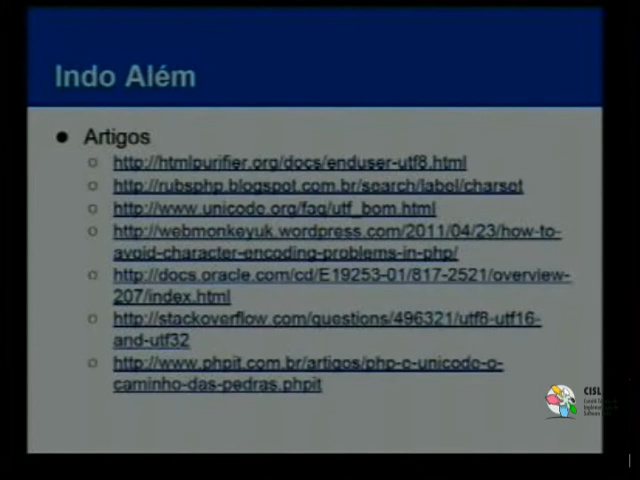 Indo Além
Artigos
http://htmlpurifier.org/docs/enduser-utf8.html
http://rubsphp.blogspot.com.br/search/label/charset
http://www.unicode.org/faq/utf_bom.html
http://webmonkeyuk.wordpress.com/2011/04/23/how-to-
avoid-character-encoding-problems-in-php/
http://docs.oracle.com/cd/E19253-01/817-2521/overview-
207/index.html
http://stackoverflow.com/questions/496321/utf8-utf16-
and-utf32
http://www.phpit.com.br/artigos/php-e-unicode-o-
caminho-das-pedras.phpit
CISL